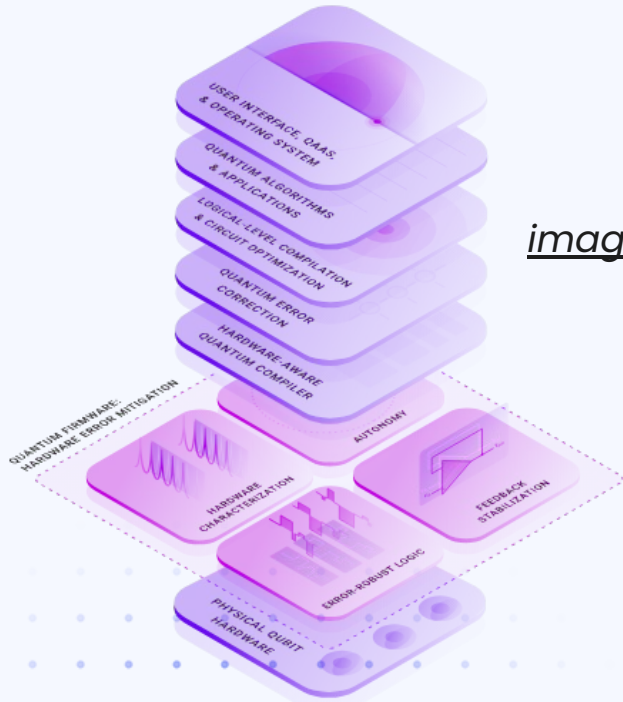 USER INTERFACE, QAAS,
& OPERATING SYSTEM
QUANTUM ALGORITHMS
& APPLICATIONS
LOGICAL-LEVEL COMPILATION
& CIRCUIT OPTIMIZATION
QUANTUM ERROR
CORRECTION
HARDWARE-AWARE
QUANTUM COMPILER
QUANTUM FIRMWARE:
HARDWARE ERROR MITIGATION
AUTONOMY
HARDWARE
CHARACTERIZATION
FEEDBACK
STABILIZATION
ERROR-ROBUST LOGIC
PHYSICAL QUBIT
HARDWARE
imag